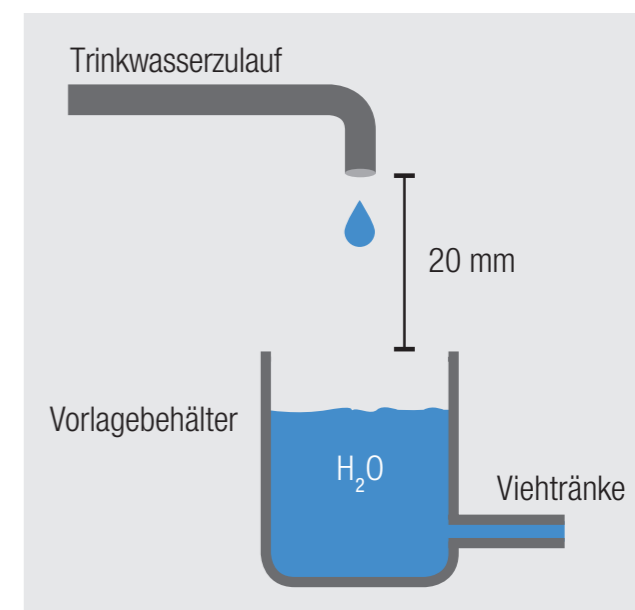 Trinkwasserzulauf
20 mm
Vorlagebehälter
H₂O
Viehtränke